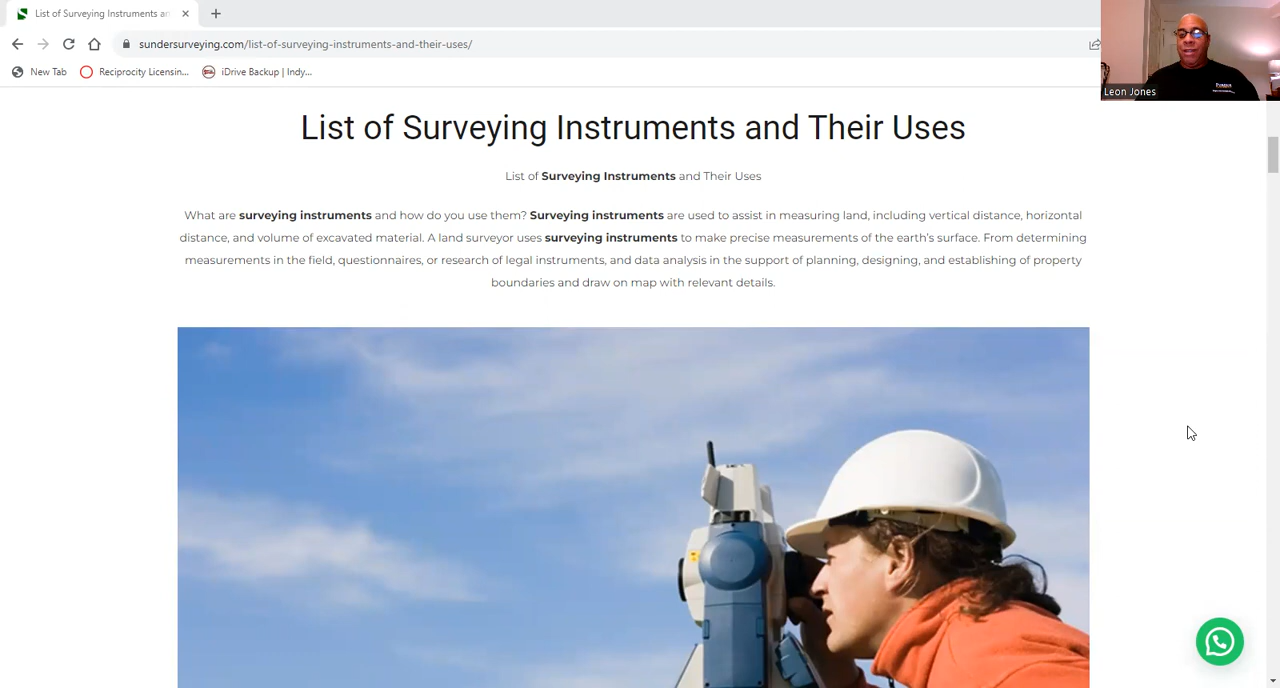 List of Surveying Instruments an
sundersurveying.com/list-of-surveying-instruments-and-their-uses/
New Tab
Reciprocity Licensin...
iDrive Backup | Indy...
Leon Jones
List of Surveying Instruments and Their Uses
List of Surveying Instruments and Their Uses
What are surveying instruments and how do you use them? Surveying instruments are used to assist in measuring land, including vertical distance, horizontal
distance, and volume of excavated material. A land surveyor uses surveying instruments to make precise measurements of the earth's surface. From determining
measurements in the field, questionnaires, or research of legal instruments, and data analysis in the support of planning, designing, and establishing of property
boundaries and draw on map with relevant details.